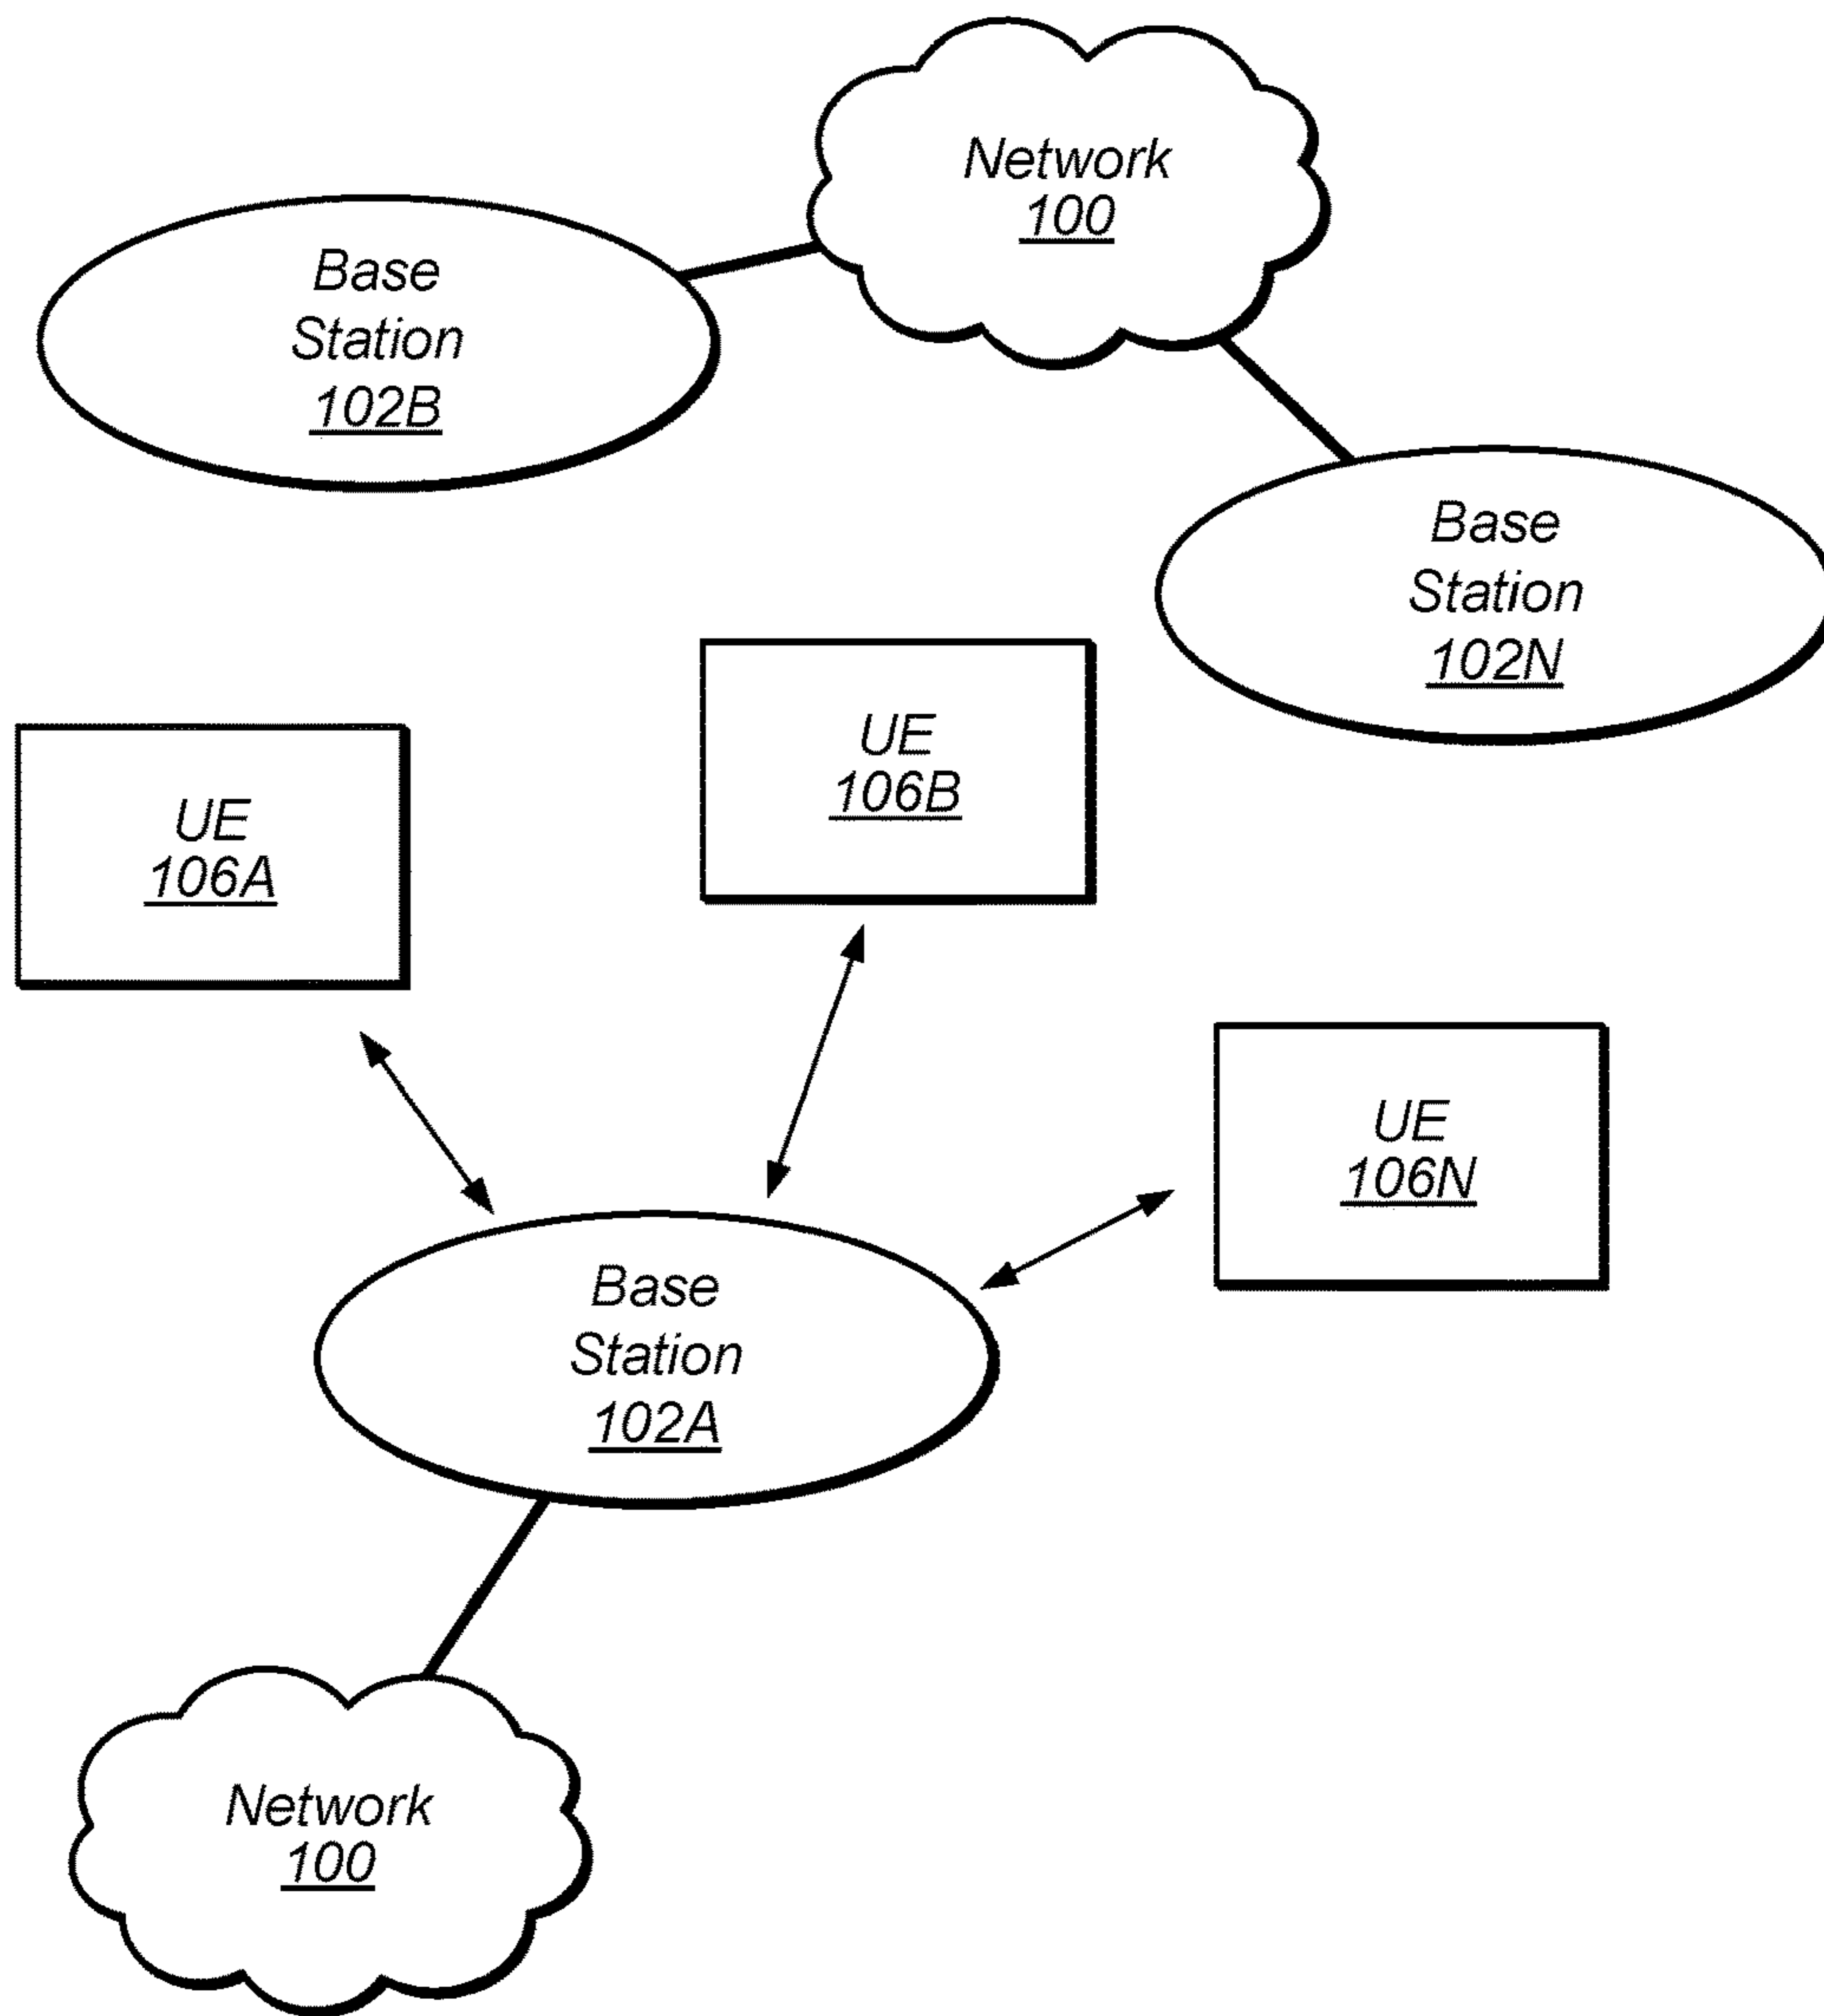 Network
100
Base
Station
102B
Base
Station
102N
UE
106B
UE
106A
UE
106N
Base
Station
102A
Network
100